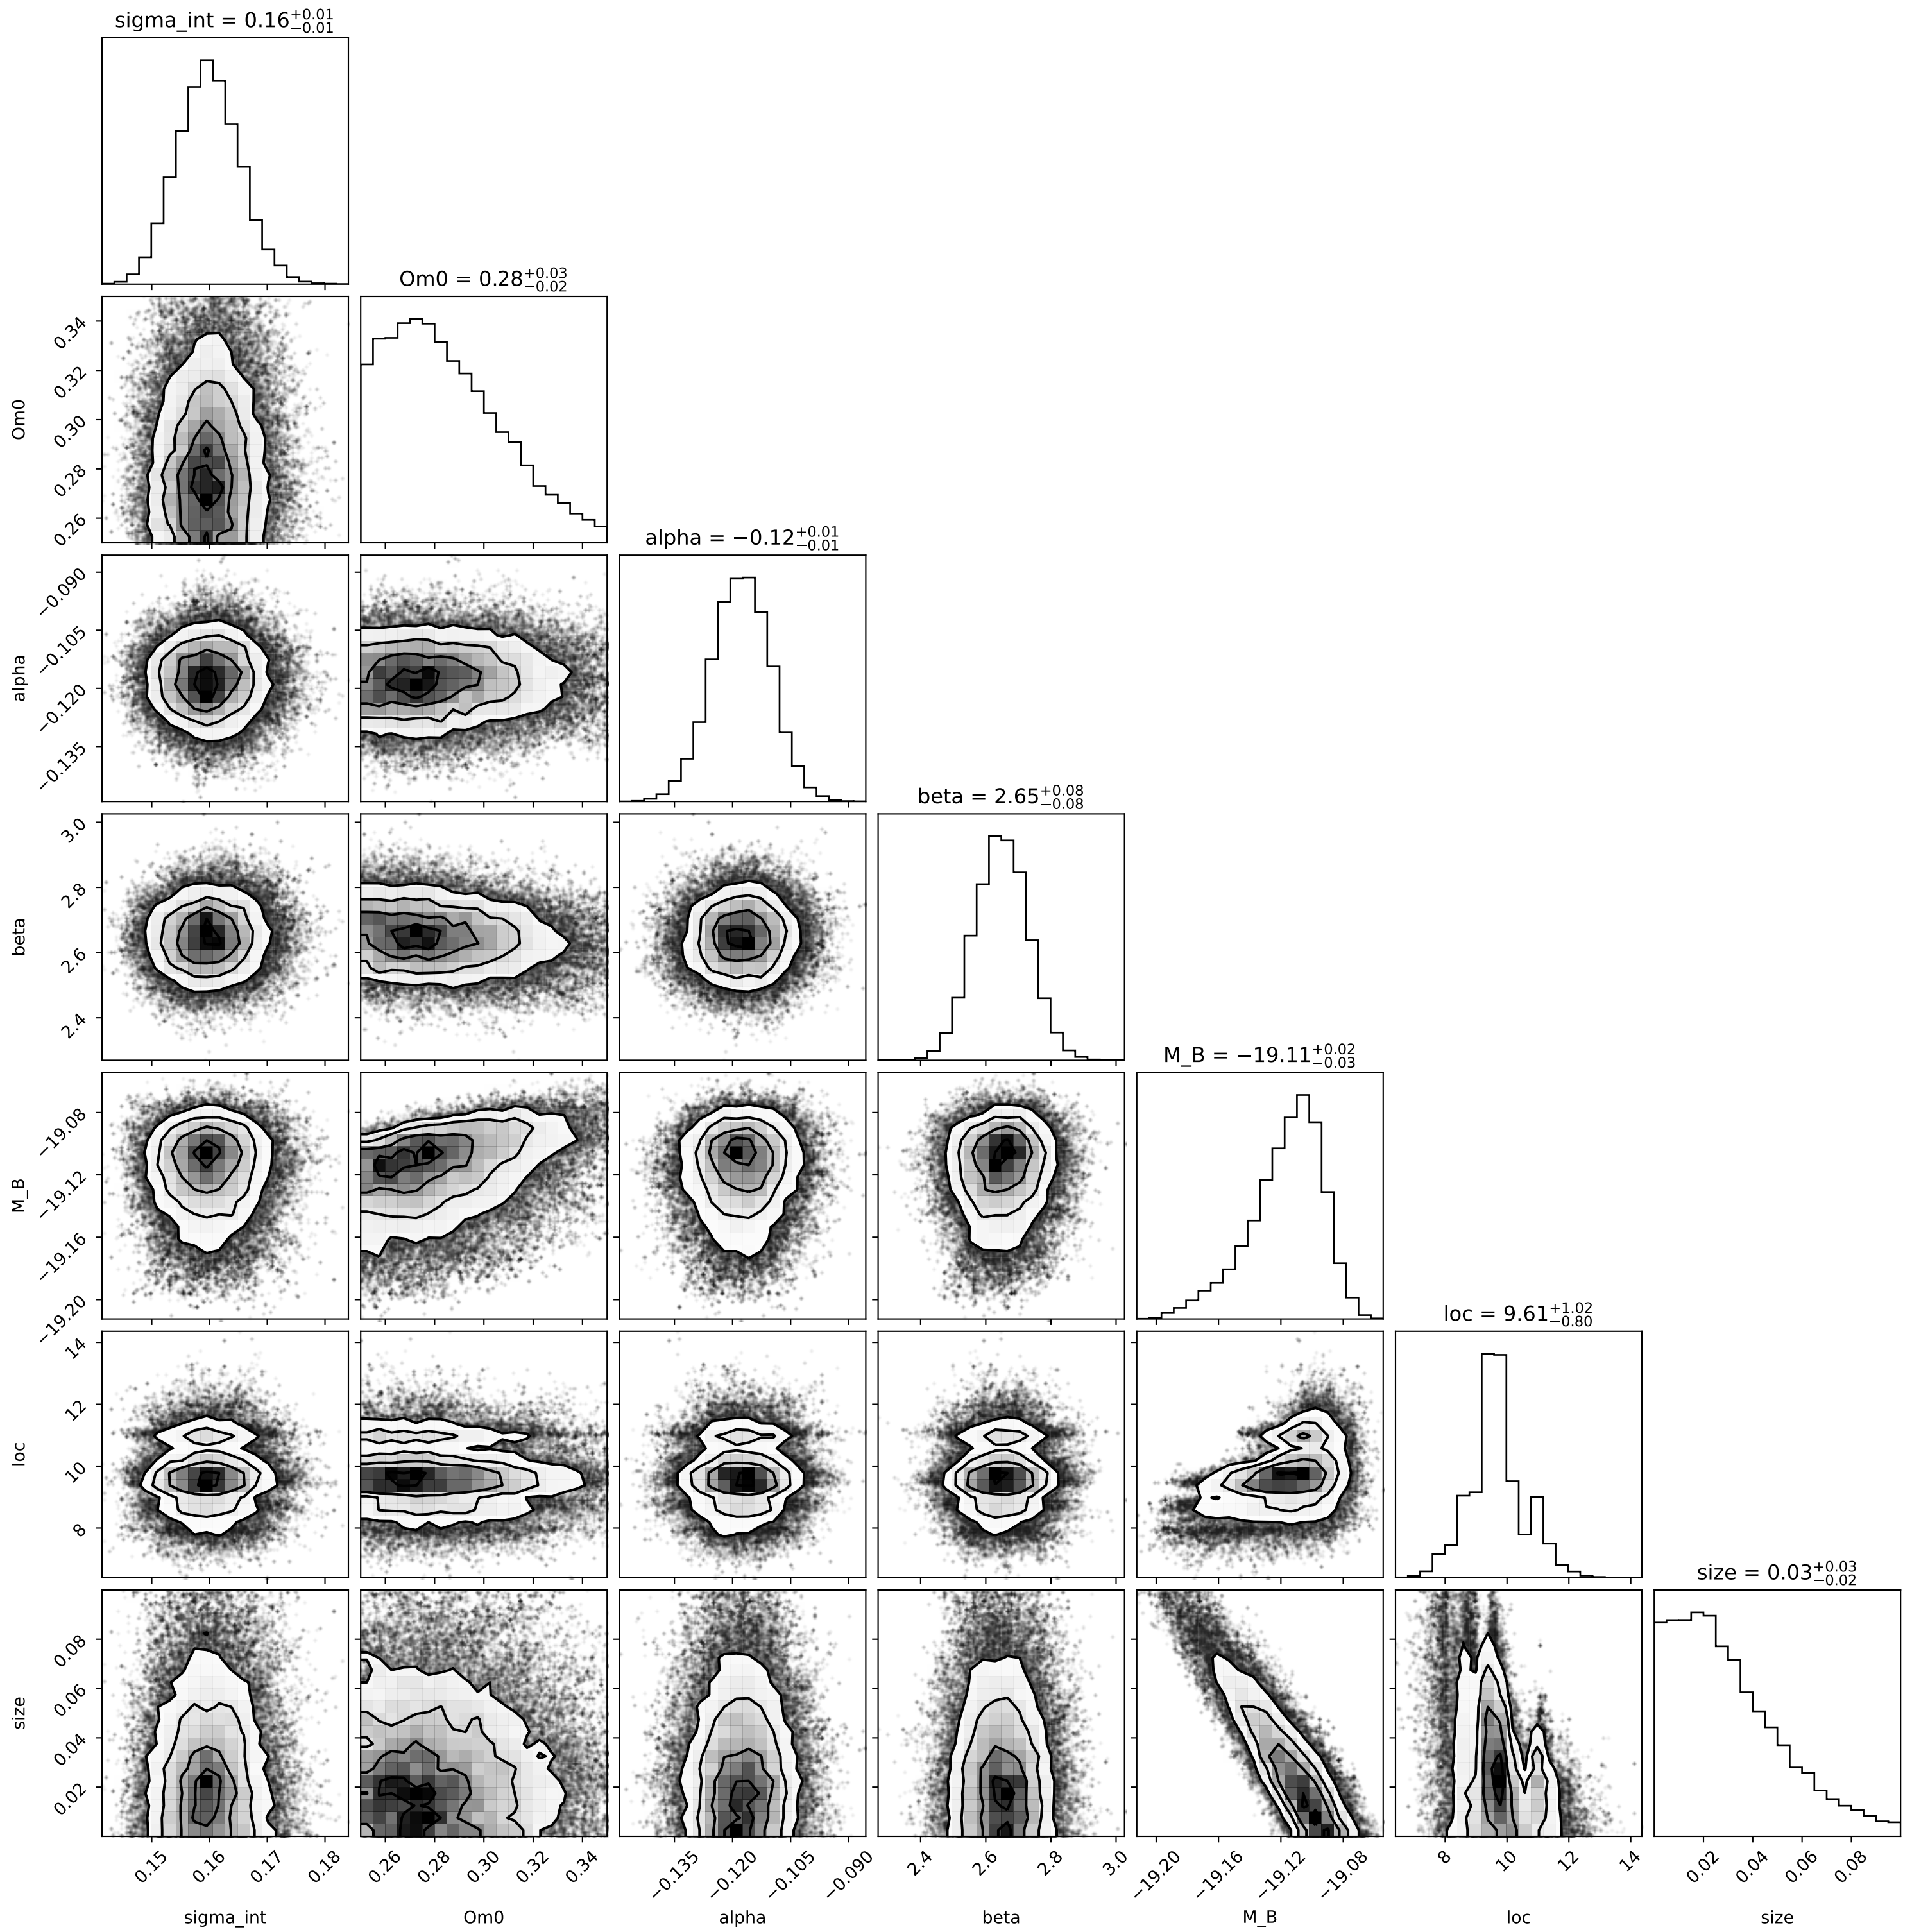 sigma_int = 0.16+0.01−0.01
Om0 = 0.28+0.03−0.02
0.34
0.32
0.30
0.28
0.26
Om0
alpha = −0.12+0.01−0.01
−0.090
−0.105
−0.120
−0.135
alpha
beta = 2.65+0.08−0.08
3.0
2.8
2.6
2.4
beta
M_B = −19.11+0.02−0.03
−19.08
−19.12
−19.16
−19.20
M_B
loc = 9.61+1.02−0.80
14
12
10
8
loc
size = 0.03+0.03−0.02
0.08
0.06
0.04
0.02
size
0.15 0.16 0.17 0.18 0.26 0.28 0.30 0.32 0.34 −0.135 −0.120 −0.105 −0.090 2.4 2.6 2.8 3.0 −19.20 −19.16 −19.12 −19.08 8 10 12 14 0.02 0.04 0.06 0.08
sigma_int Om0 alpha beta M_B loc size